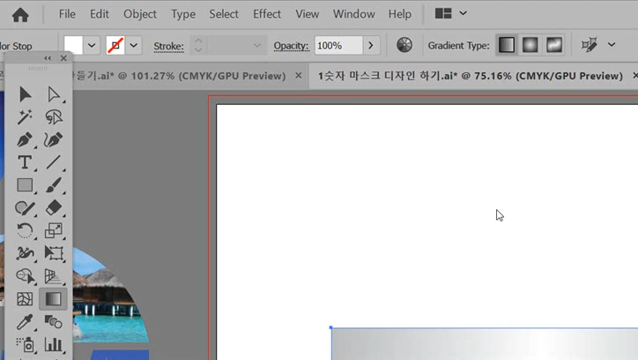 File Edit Object Type Select Effect View Window Help
lor Stop Stroke: Opacity: 100% Gradient Type:
들기.ai* @ 101.27% (CMYK/GPU Preview) × 1숫자 마스크 디자인 하기.ai* @ 75.16% (CMYK/GPU Preview) ×